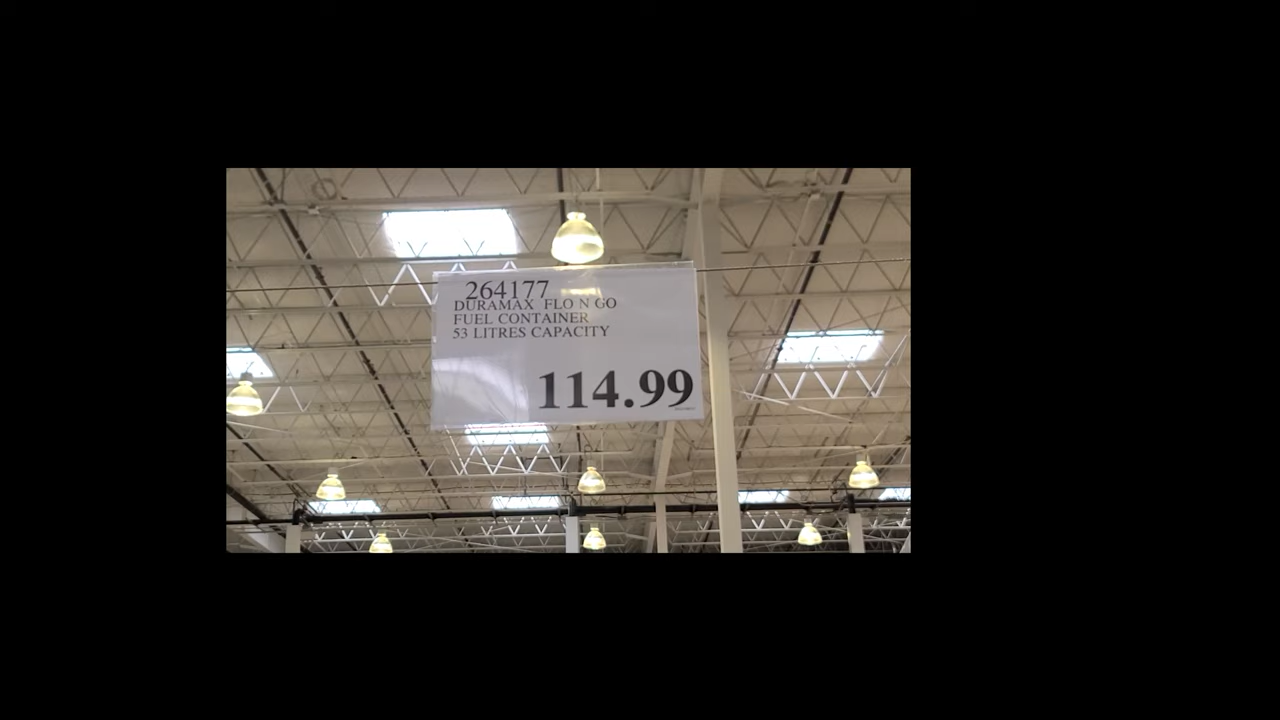 264177
DURAMAX FLO N GO
FUEL CONTAINER
53 LITRES CAPACITY
114.99